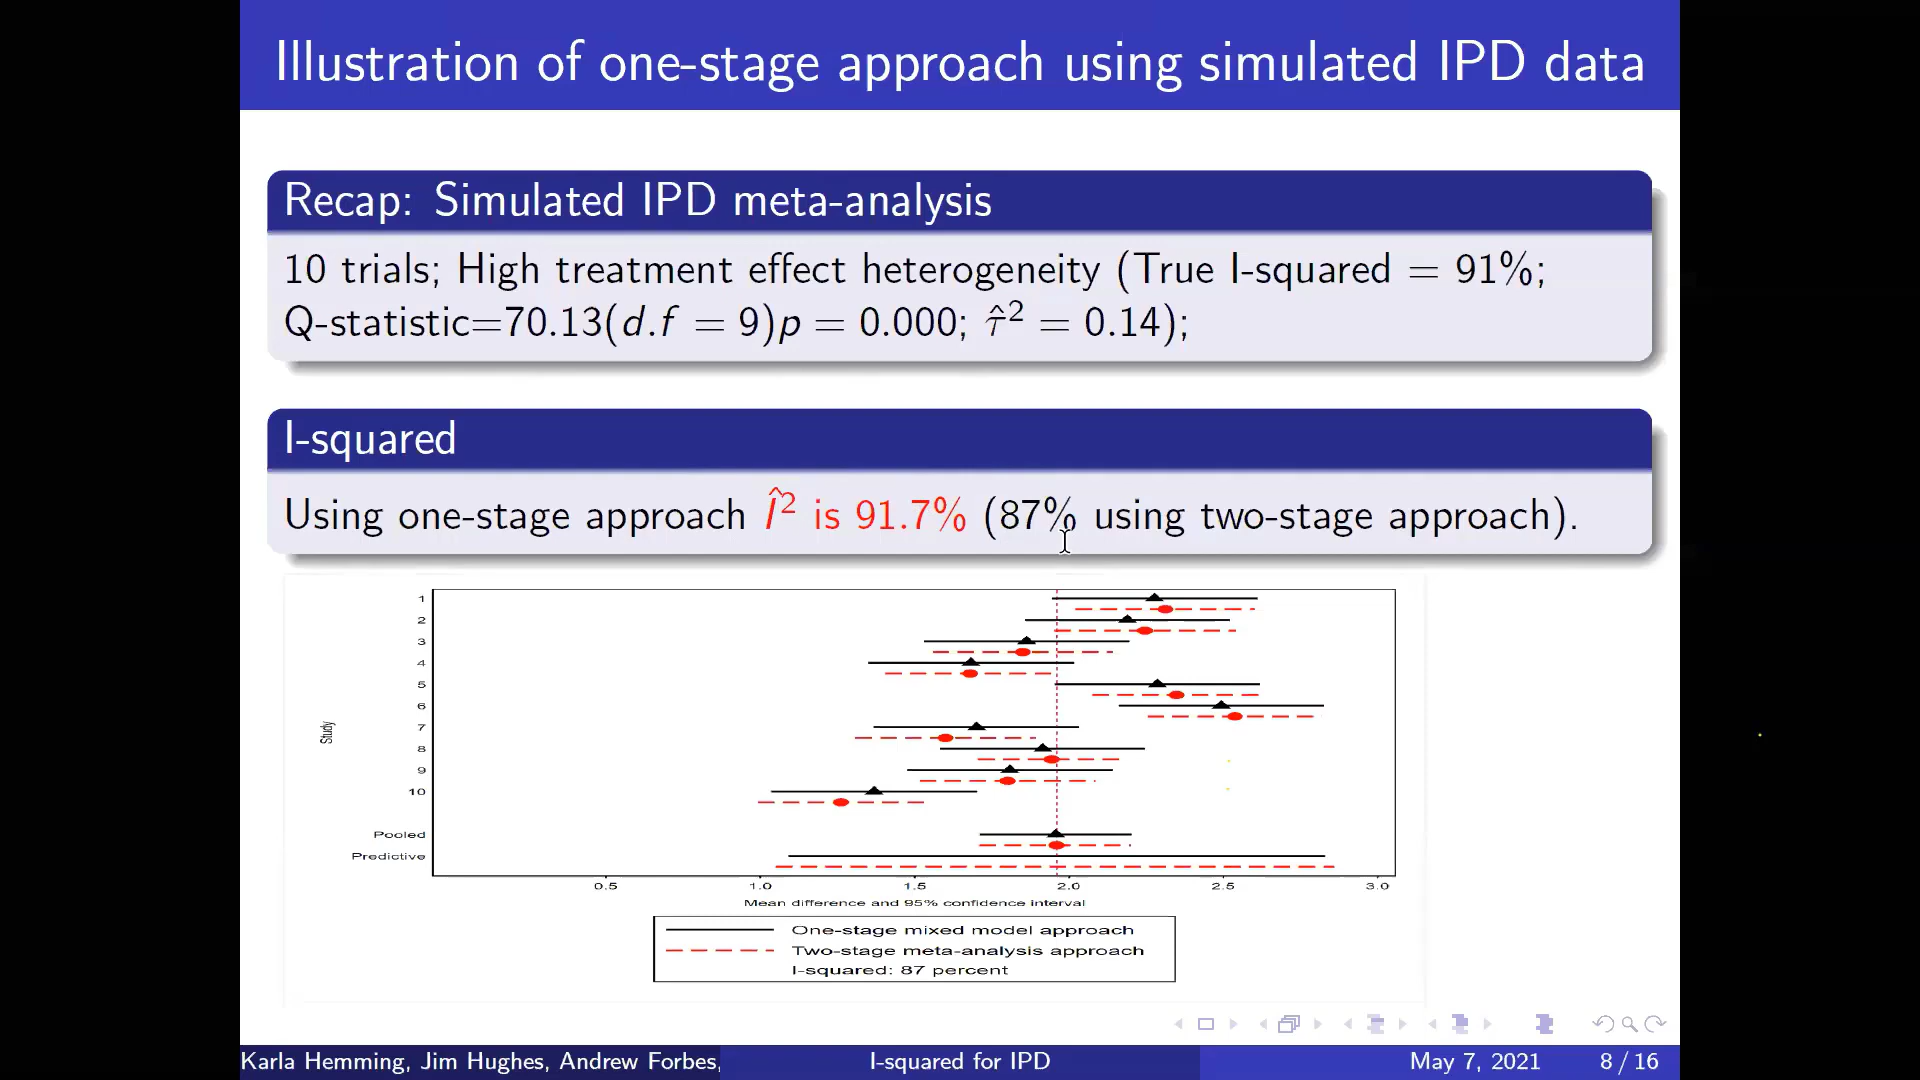 Illustration of one-stage approach using simulated IPD data
Recap: Simulated IPD meta-analysis
10 trials; High treatment effect heterogeneity (True I-squared = 91%;
Q-statistic=70.13(d.f = 9)p = 0.000; τ̂² = 0.14);
I-squared
Using one-stage approach Î² is 91.7% (87% using two-stage approach).
Study
1
2
3
4
5
6
7
8
9
10
Pooled
Predictive
0.5 1.0 1.5 2.0 2.5 3.0
Mean difference and 95% confidence interval
One-stage mixed model approach
Two-stage meta-analysis approach
I-squared: 87 percent
Karla Hemming, Jim Hughes, Andrew Forbes, I-squared for IPD May 7, 2021 8 / 16